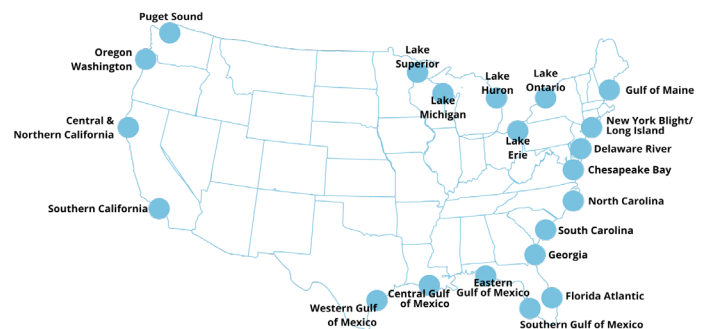 Puget Sound
Oregon
Washington
Central &
Northern California
Southern California
Lake
Superior
Lake
Michigan
Lake
Huron
Lake
Ontario
Lake
Erie
Gulf of Maine
New York Blight/
Long Island
Delaware River
Chesapeake Bay
North Carolina
South Carolina
Georgia
Florida Atlantic
Southern Gulf of Mexico
Eastern
Gulf of Mexico
Central Gulf
of Mexico
Western Gulf
of Mexico